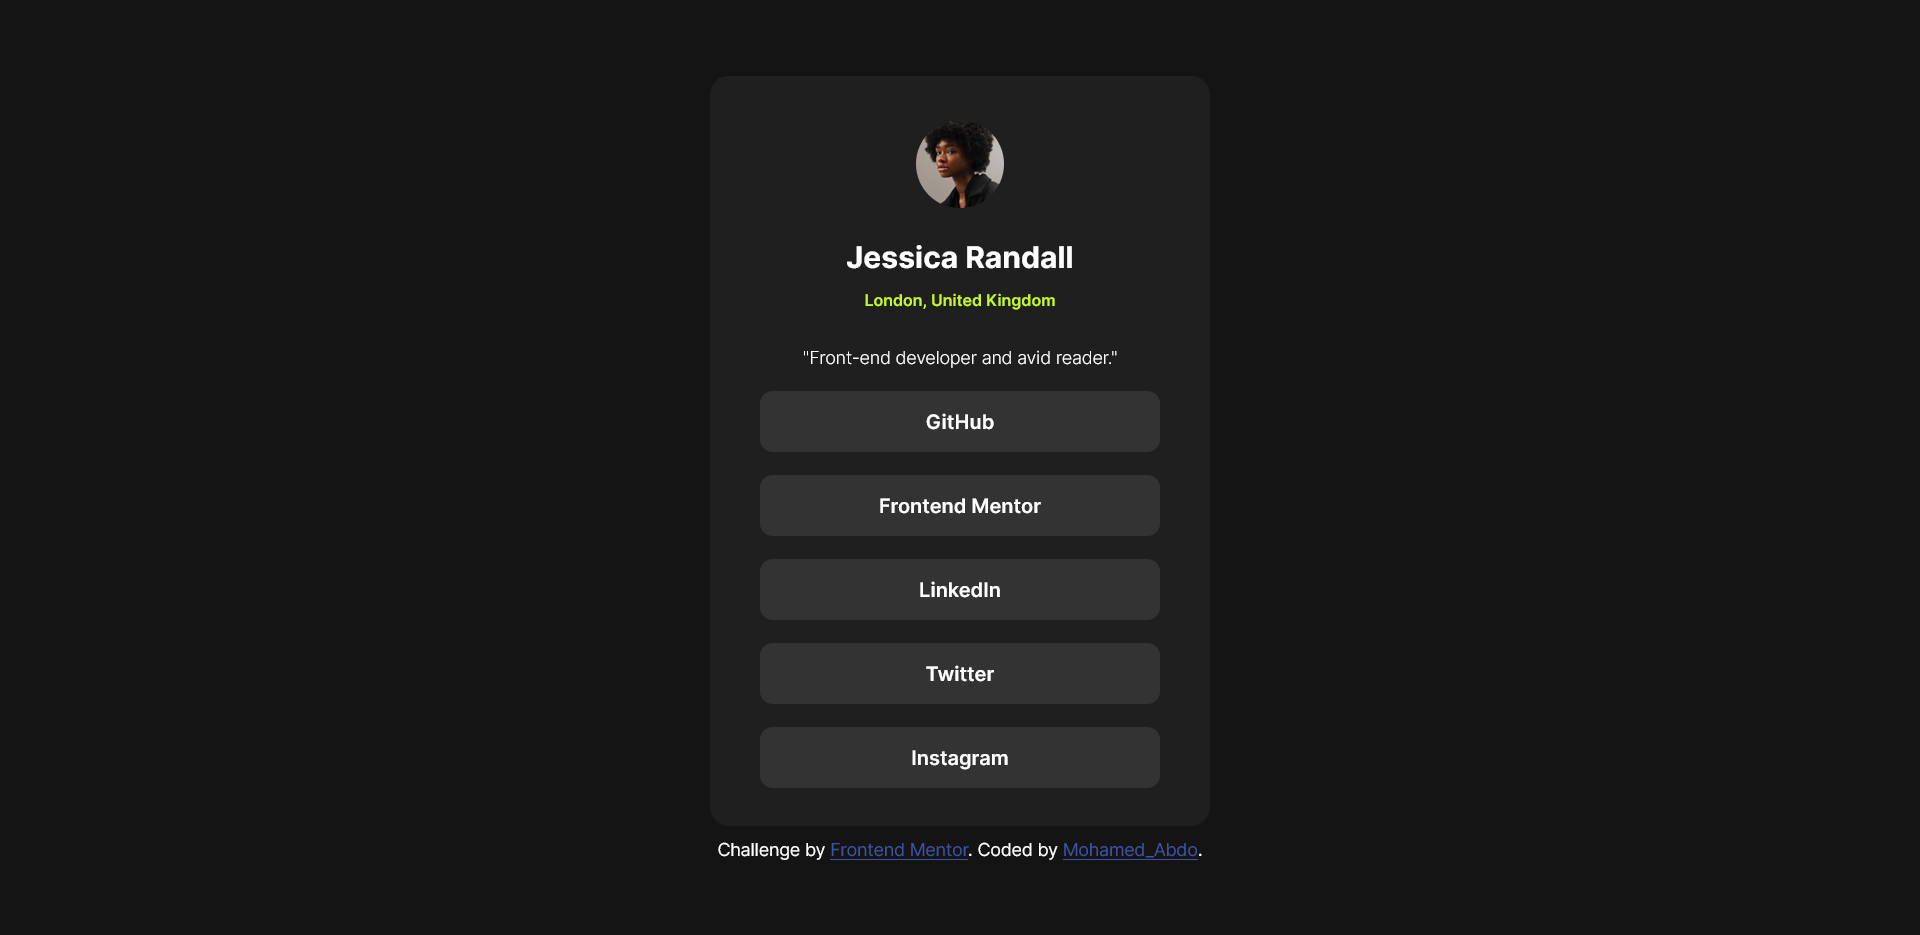 Jessica Randall
London, United Kingdom
"Front-end developer and avid reader."
GitHub
Frontend Mentor
LinkedIn
Twitter
Instagram
Challenge by Frontend Mentor. Coded by Mohamed_Abdo.